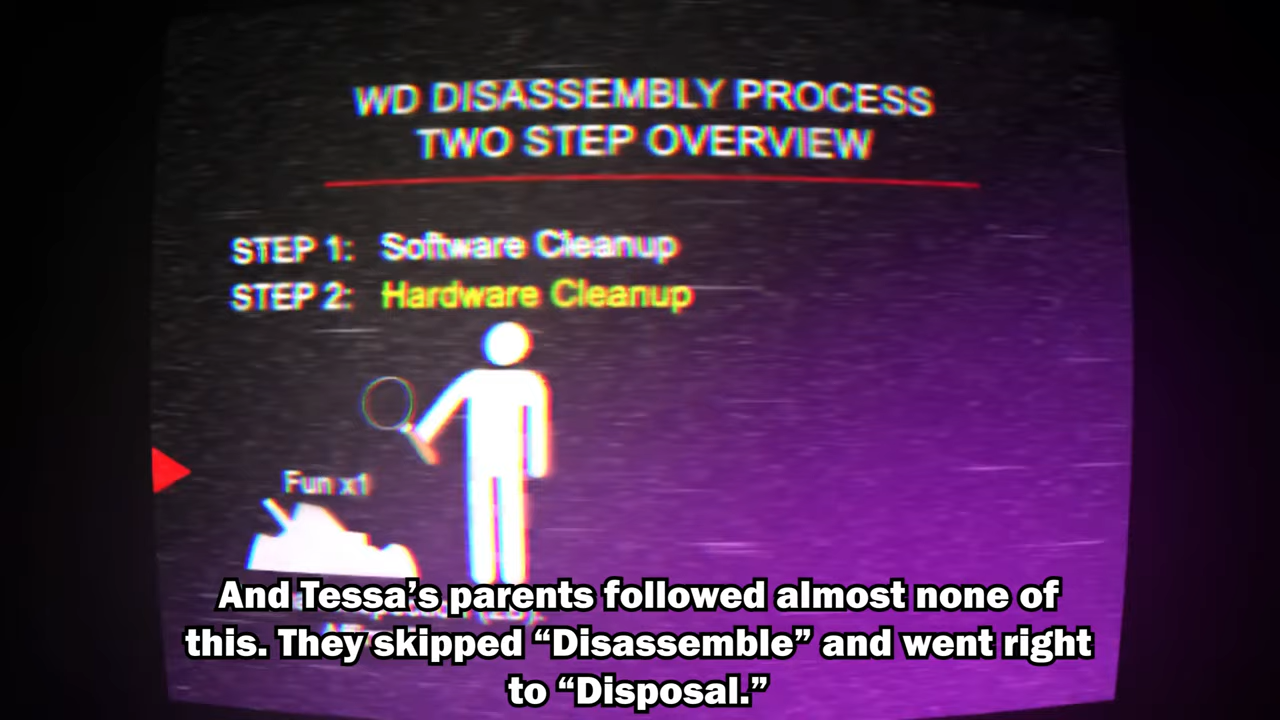 WD DISASSEMBLY PROCESS
TWO STEP OVERVIEW
STEP 1: Software Cleanup
STEP 2: Hardware Cleanup
Fun x1
And Tessa’s parents followed almost none of
this. They skipped “Disassemble” and went right
to “Disposal.”